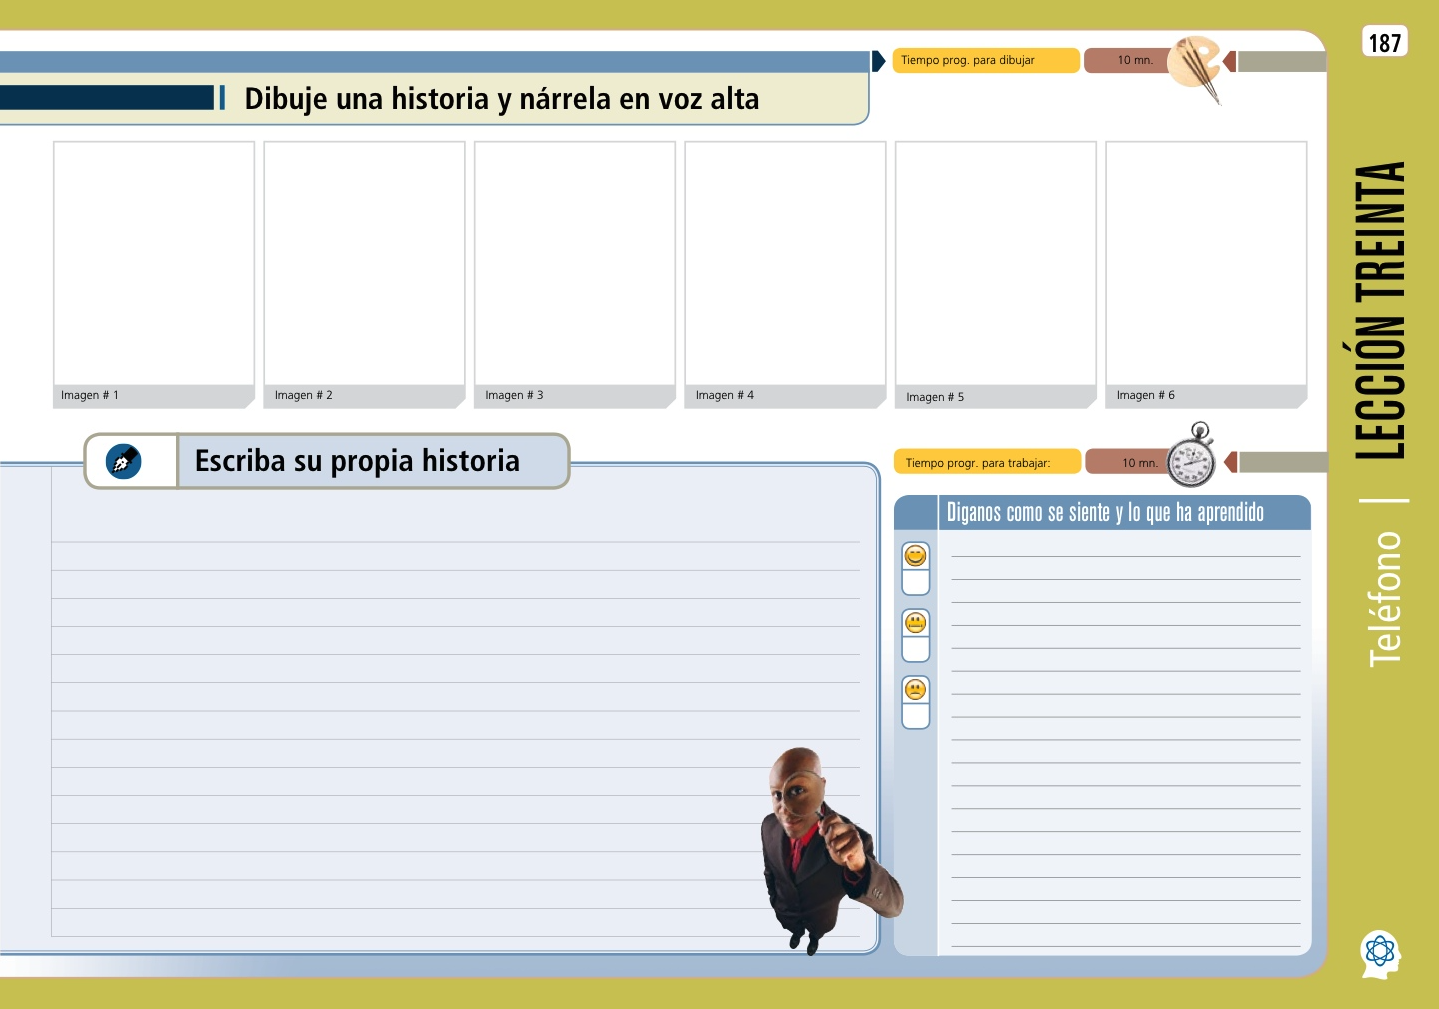 187
Tiempo prog. para dibujar
10 mn.
Dibuje una historia y nárrela en voz alta
Imagen # 1
Imagen # 2
Imagen # 3
Imagen # 4
Imagen # 5
Imagen # 6
Escriba su propia historia
Tiempo progr. para trabajar:
10 mn.
Diganos como se siente y lo que ha aprendido
Teléfono | LECCIÓN TREINTA